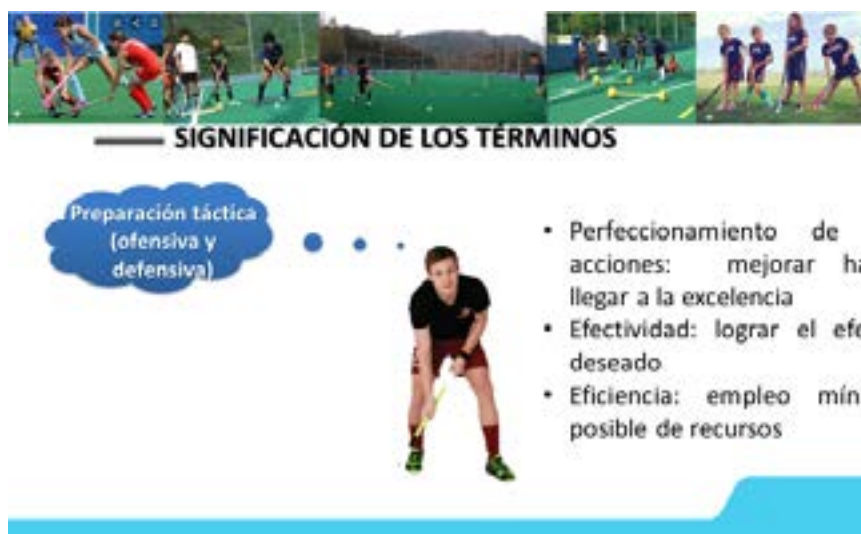 SIGNIFICACIÓN DE LOS TÉRMINOS
Preparación táctica
(ofensiva y
defensiva)
• Perfeccionamiento de
acciones: mejorar
llegar a la excelencia
• Efectividad: lograr el
deseado
• Eficiencia: empleo
posible de recursos